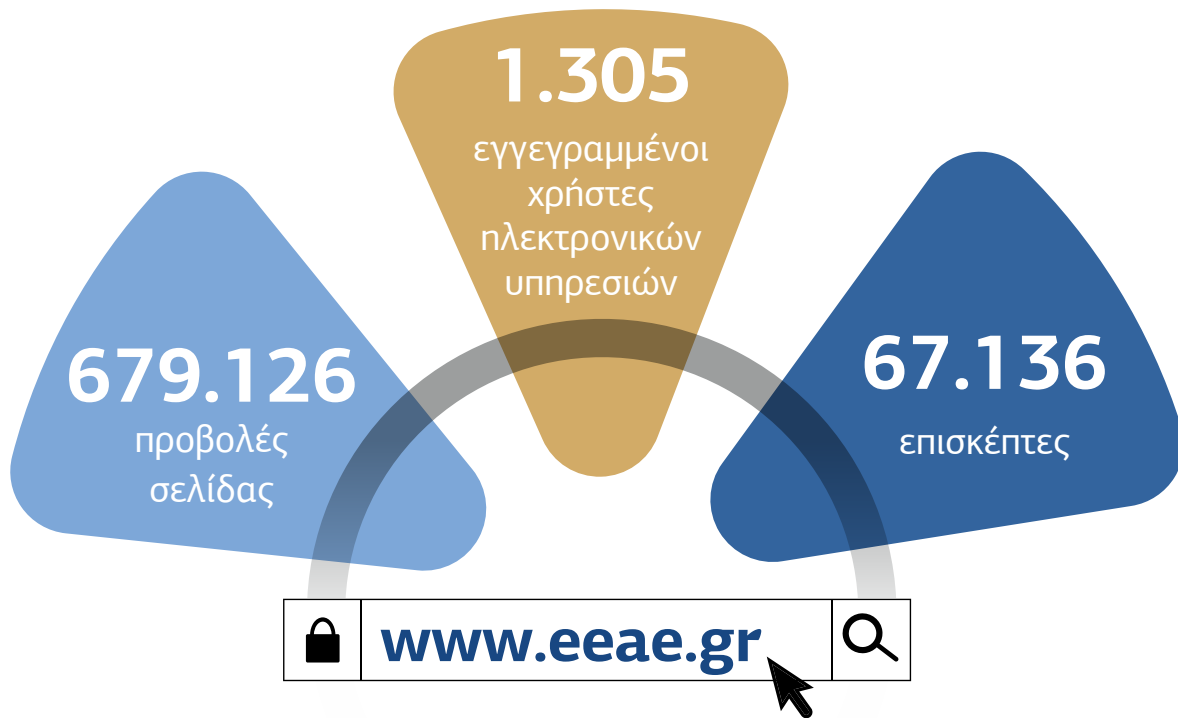 679.126
προβολές
σελίδας
1.305
εγγεγραμμένοι
χρήστες
ηλεκτρονικών
υπηρεσιών
67.136
επισκέπτες
www.eeae.gr